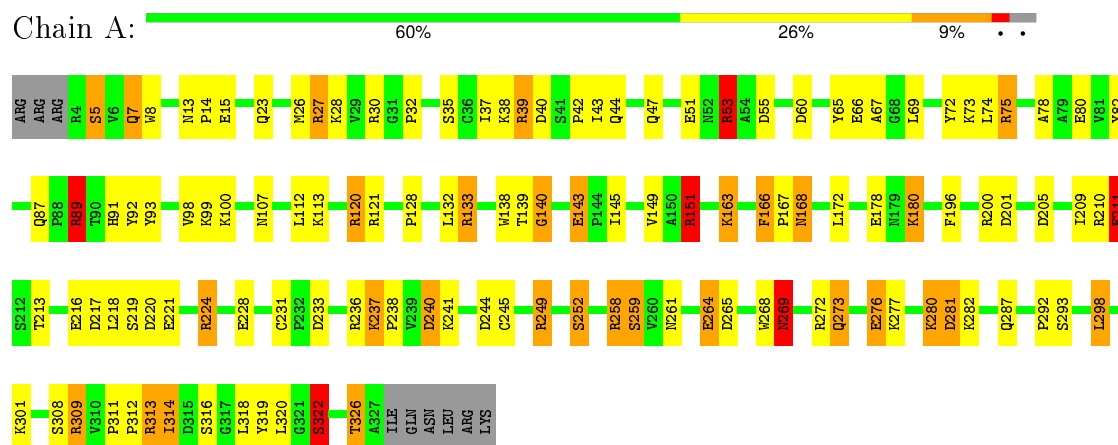 Chain A:
60% 26% 9% • •
ARG ARG ARG R4 S5 V6 Q7 W8 N13 P14 E15 Q23 M26 R27 K28 V29 R30 G31 P32 S35 C36 I37 K38 R39 D40 S41 P42 I43 Q44 Q47 E51 N52 R53 A54 D55 D60 Y65 E66 A67 G68 L69 Y72 K73 L74 R75 A78 A79 E80 V81
Q87 P88 R89 T90 H91 Y92 Y93 V98 K99 K100 N107 L112 K113 R120 R121 P128 L132 R133 W138 T139 G140 E143 P144 I145 V149 A150 R151 K163 F166 P167 N168 L172 E178 N179 K180 F196 R200 D201 D205 I209 R210
S212 T213 E216 D217 L218 S219 D220 E221 R224 E228 C231 P232 D233 R236 K237 P238 V239 D240 K241 D244 C245 R249 S252 R258 S259 V260 N261 E264 D265 W268 N269 R272 Q273 E276 K277 K280 D281 K282 Q287 P292 S293 L298
K301 S308 R309 V310 P311 P312 R313 I314 D315 S316 G317 L318 Y319 L320 G321 S322 T326 A327 ILE GLN ASN LEU ARG LYS